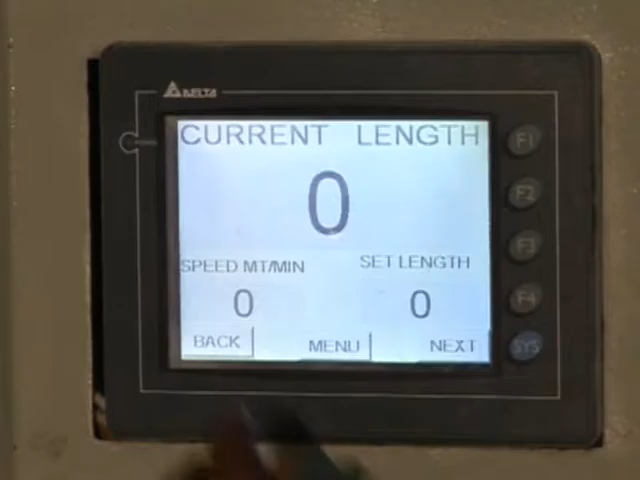 DELTA
CURRENT LENGTH
0
SPEED MT/MIN
SET LENGTH
0
0
BACK
MENU
NEXT
F1
F2
F3
F4
SYS